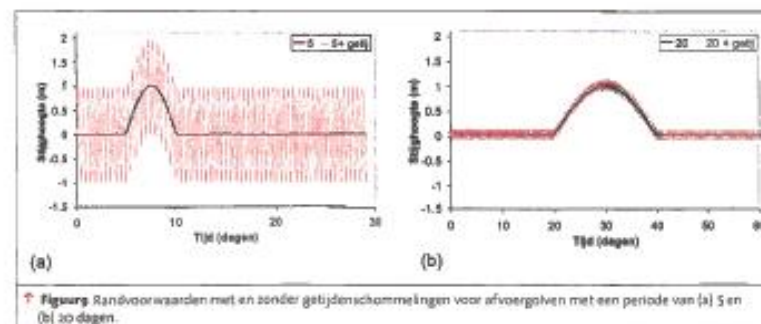 2
5 – 5+ getij
1.5
1
0.5
0
-0.5
-1
-1.5
Stijghoogte (m)
0 10 20 30
Tijd (dagen)
(a)
2
20 20 + getij
1.5
1
0.5
0
-0.5
-1
-1.5
Stijghoogte (m)
0 10 20 30 40 50 60
Tijd (dagen)
(b)
↑ Figuur 9 Randvoorwaarden met en zonder getijdenschommelingen voor afvoergolven met een periode van (a) 5 en
(b) 20 dagen.